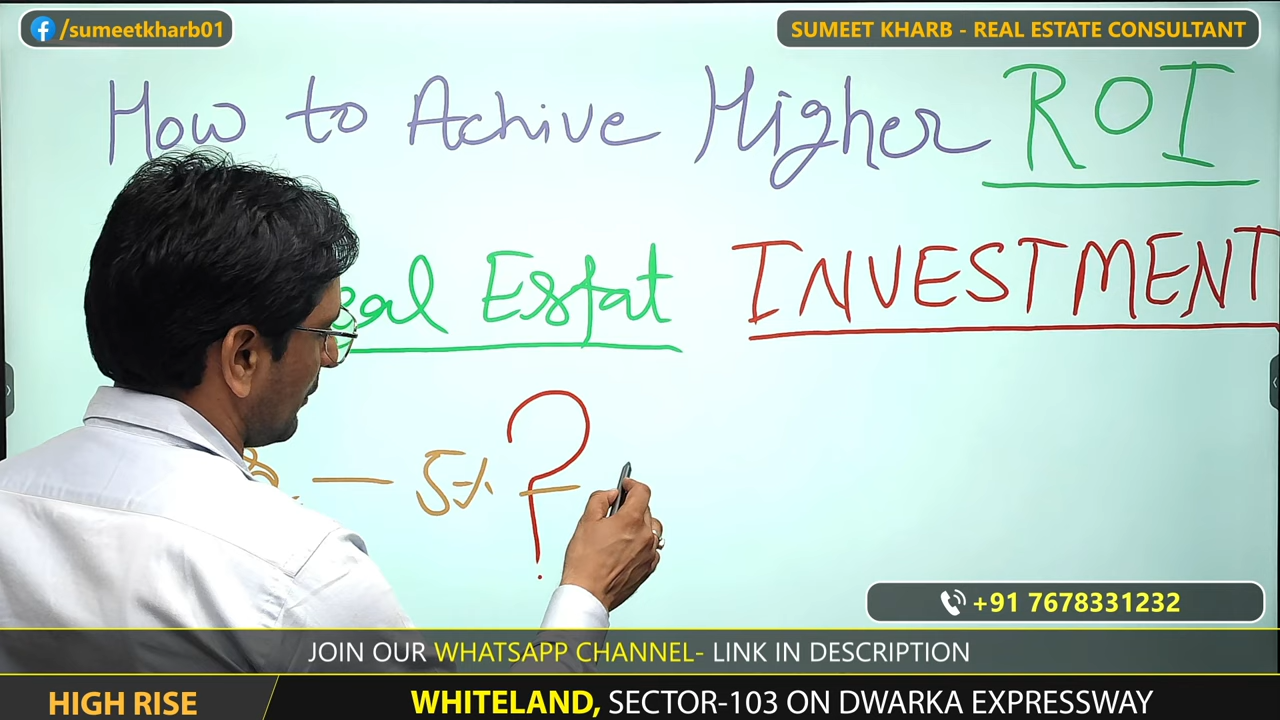 /sumeetkharb01
SUMEET KHARB - REAL ESTATE CONSULTANT
How to Achive Higher ROI
eal Estat INVESTMENT
— 5% ? —
+91 7678331232
JOIN OUR WHATSAPP CHANNEL- LINK IN DESCRIPTION
HIGH RISE
WHITELAND, SECTOR-103 ON DWARKA EXPRESSWAY